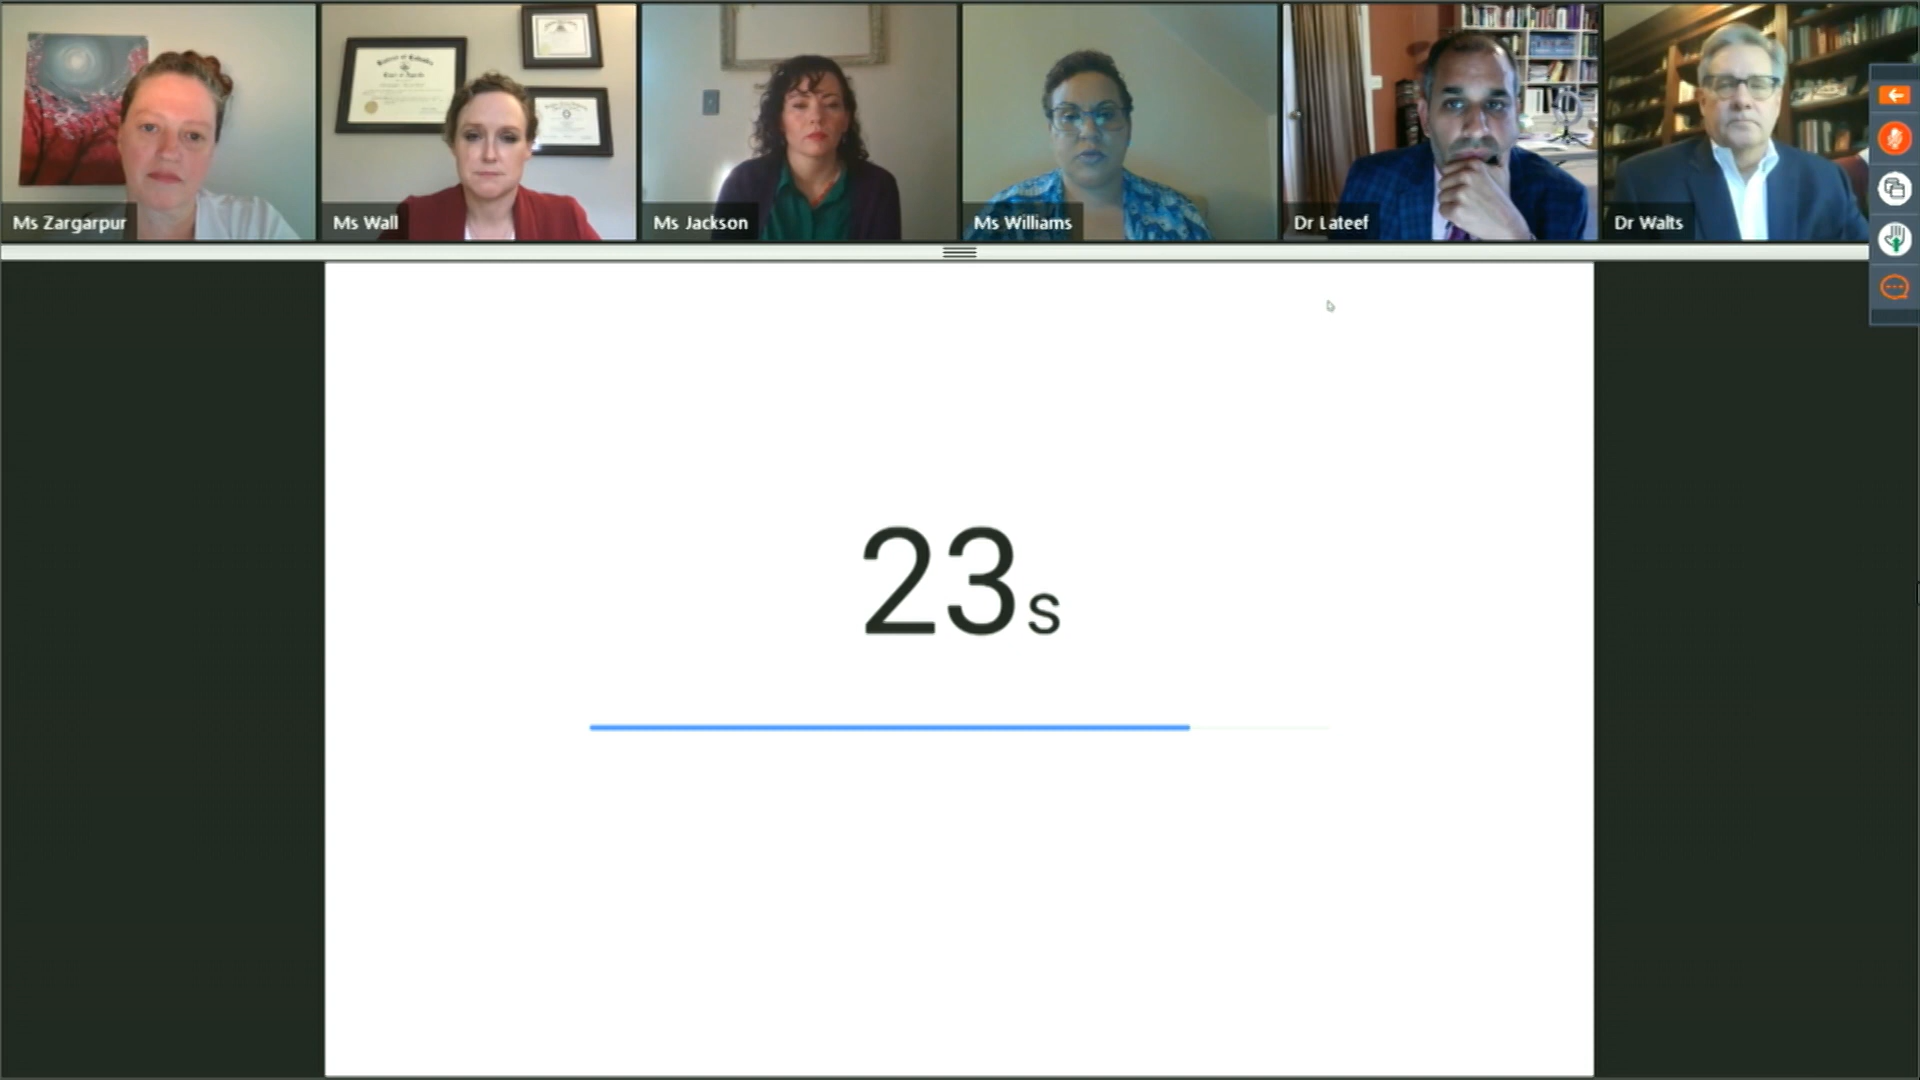 Ms Zargarpur
Ms Wall
Ms Jackson
Ms Williams
Dr Lateef
Dr Walts
23s